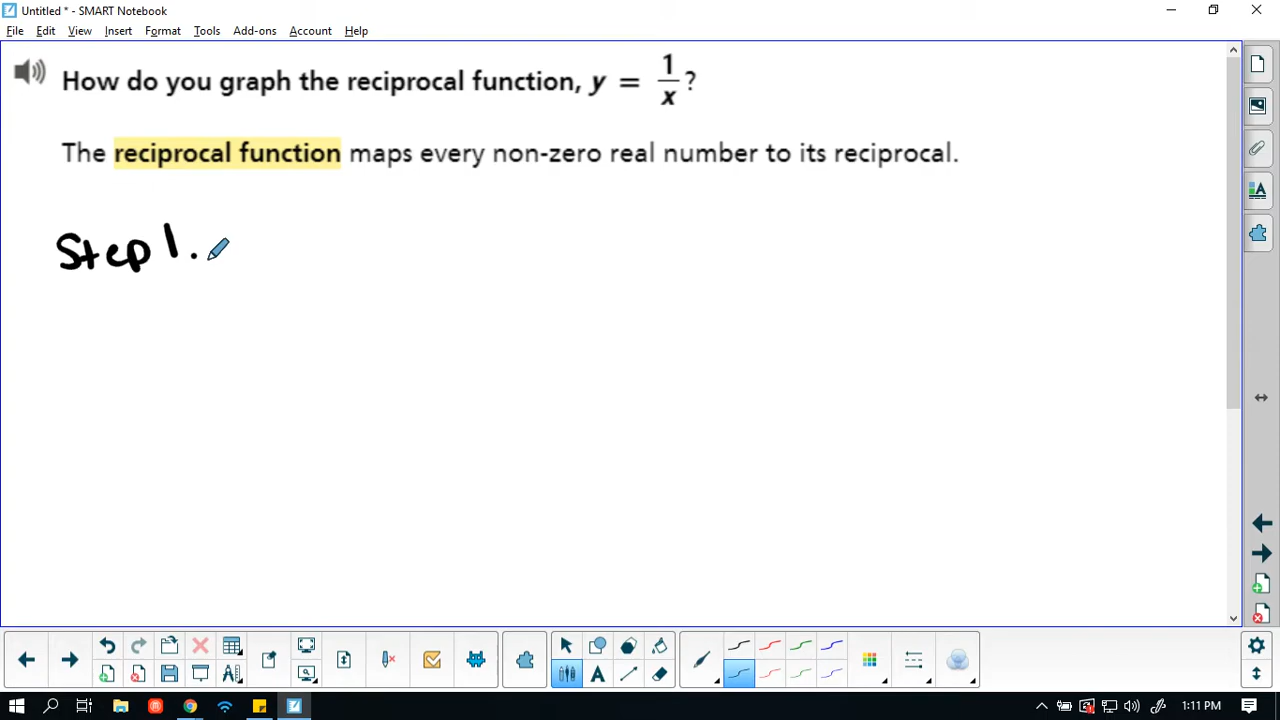 Untitled * - SMART Notebook
File Edit View Insert Format Tools Add-ons Account Help
How do you graph the reciprocal function, y = 1/x?
The reciprocal function maps every non-zero real number to its reciprocal.
Step 1.
1:11 PM